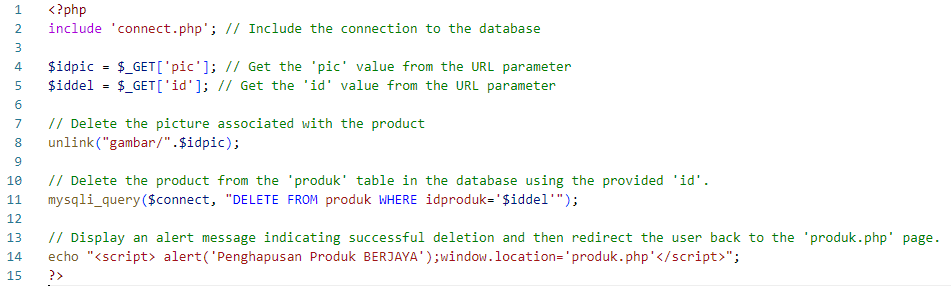 1 <?php
2 include 'connect.php'; // Include the connection to the database
3
4 $idpic = $_GET['pic']; // Get the 'pic' value from the URL parameter
5 $iddel = $_GET['id']; // Get the 'id' value from the URL parameter
6
7 // Delete the picture associated with the product
8 unlink("gambar/".$idpic);
9
10 // Delete the product from the 'produk' table in the database using the provided 'id'.
11 mysqli_query($connect, "DELETE FROM produk WHERE idproduk='$iddel'");
12
13 // Display an alert message indicating successful deletion and then redirect the user back to the 'produk.php' page.
14 echo "<script> alert('Penghapusan Produk BERJAYA');window.location='produk.php'</script>";
15 ?>